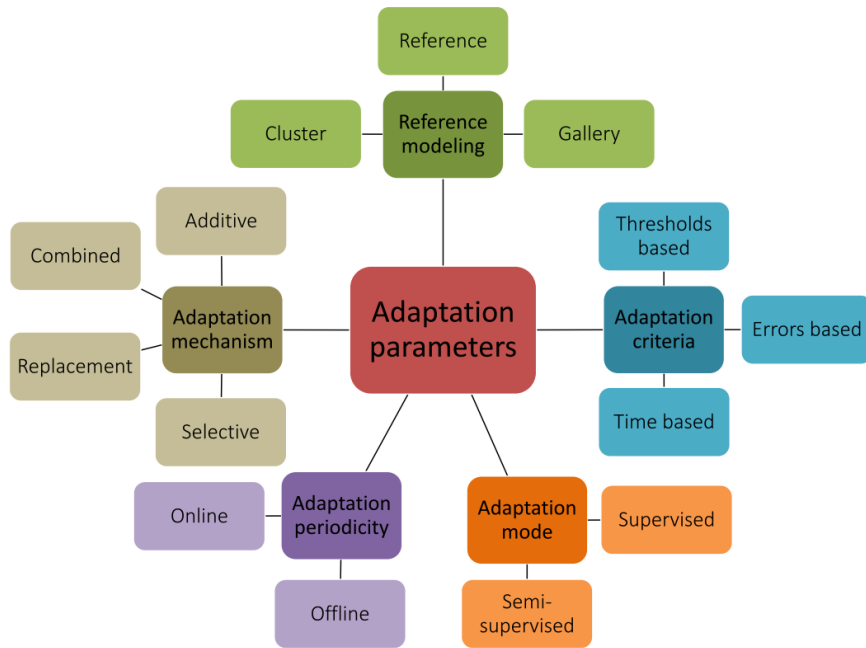 Reference
Cluster
Reference
modeling
Gallery
Additive
Combined
Adaptation
mechanism
Replacement
Selective
Adaptation
parameters
Thresholds
based
Adaptation
criteria
Errors based
Time based
Online
Adaptation
periodicity
Offline
Adaptation
mode
Supervised
Semi-
supervised